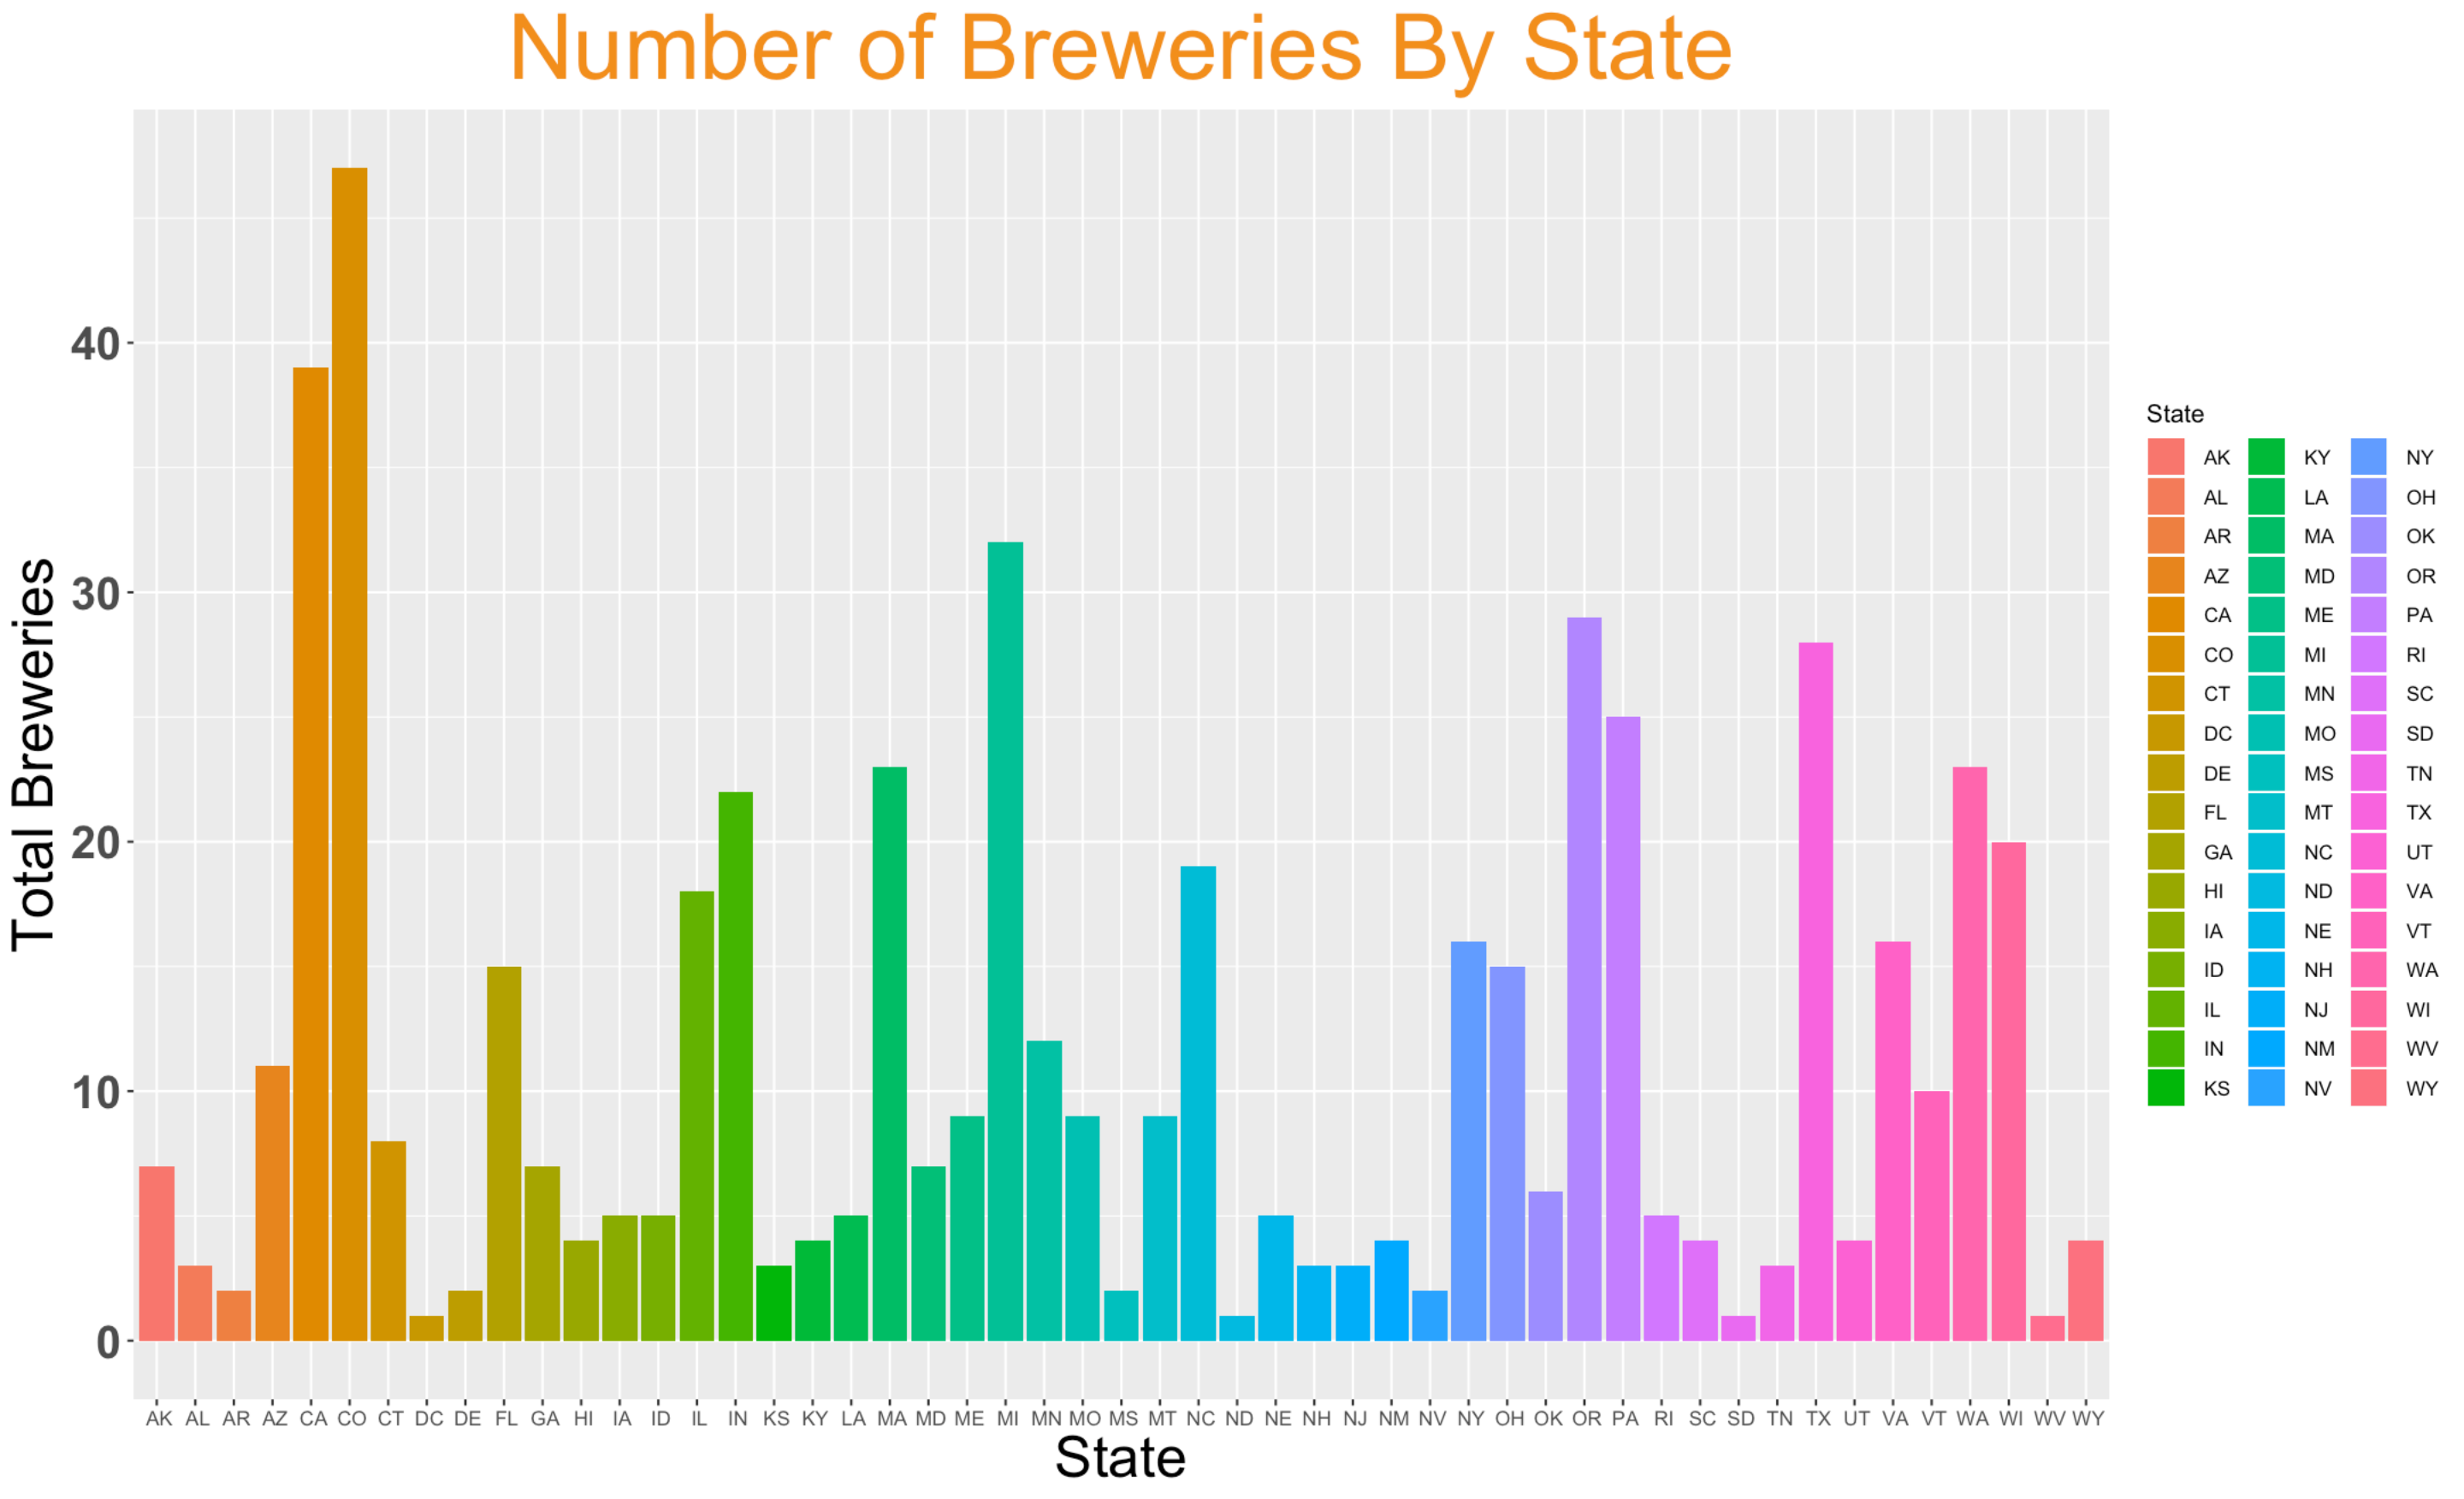 Number of Breweries By State
Total Breweries
40
30
20
10
0
AK AL AR AZ CA CO CT DC DE FL GA HI IA ID IL IN KS KY LA MA MD ME MI MN MO MS MT NC ND NE NH NJ NM NV NY OH OK OR PA RI SC SD TN TX UT VA VT WA WI WV WY
State
State
AK KY NY
AL LA OH
AR MA OK
AZ MD OR
CA ME PA
CO MI RI
CT MN SC
DC MO SD
DE MS TN
FL MT TX
GA NC UT
HI ND VA
IA NE VT
ID NH WA
IL NJ WI
IN NM WV
KS NV WY